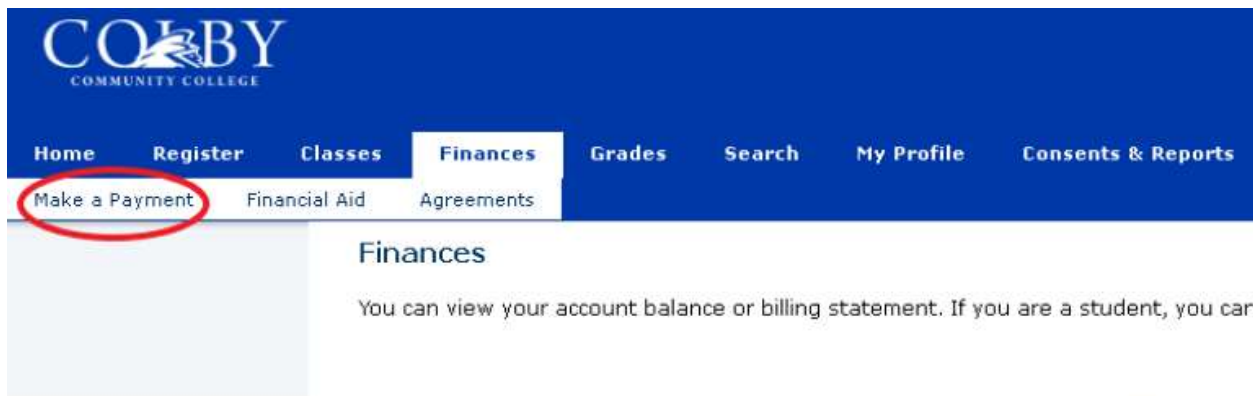 COLBY
COMMUNITY COLLEGE
Home Register Classes Finances Grades Search My Profile Consents & Reports
Make a Payment Financial Aid Agreements
Finances
You can view your account balance or billing statement. If you are a student, you can